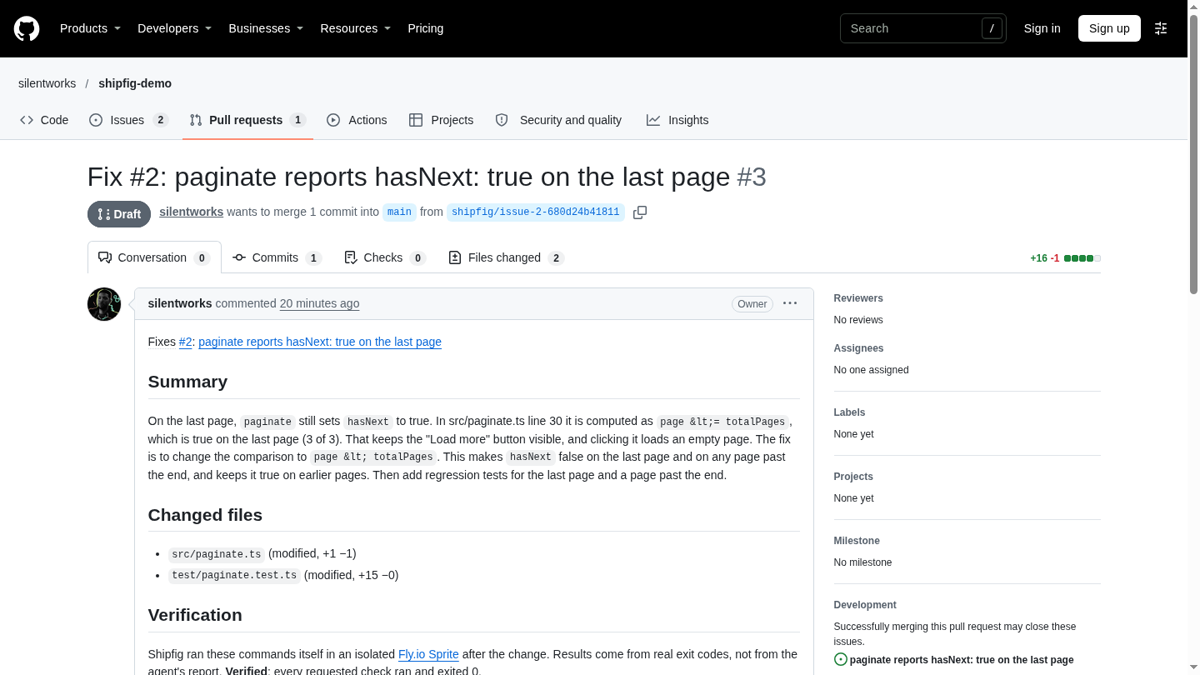 Products Developers Businesses Resources Pricing Search / Sign in Sign up
silentworks / shipfig-demo
Code Issues 2 Pull requests 1 Actions Projects Security and quality Insights
Fix #2: paginate reports hasNext: true on the last page #3
Draft silentworks wants to merge 1 commit into main from shipfig/issue-2-680d24b41811
Conversation 0 Commits 1 Checks 0 Files changed 2 +16 -1
silentworks commented 20 minutes ago Owner
Fixes #2: paginate reports hasNext: true on the last page
Summary
On the last page, paginate still sets hasNext to true. In src/paginate.ts line 30 it is computed as page &lt;= totalPages,
which is true on the last page (3 of 3). That keeps the "Load more" button visible, and clicking it loads an empty page. The fix
is to change the comparison to page &lt; totalPages. This makes hasNext false on the last page and on any page past
the end, and keeps it true on earlier pages. Then add regression tests for the last page and a page past the end.
Changed files
• src/paginate.ts (modified, +1 −1)
• test/paginate.test.ts (modified, +15 −0)
Verification
Shipfig ran these commands itself in an isolated Fly.io Sprite after the change. Results come from real exit codes, not from the
agent's report. Verified: every requested check ran and exited 0.
Reviewers
No reviews
Assignees
No one assigned
Labels
None yet
Projects
None yet
Milestone
No milestone
Development
Successfully merging this pull request may close these
issues.
paginate reports hasNext: true on the last page